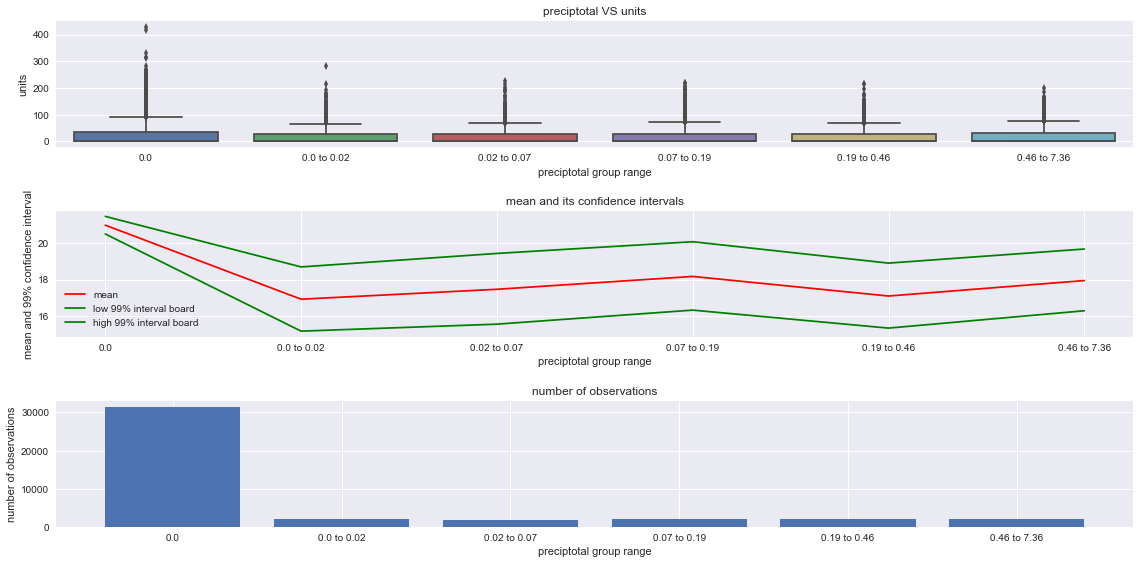 preciptotal VS units
units
400
300
200
100
0
0.0 0.0 to 0.02 0.02 to 0.07 0.07 to 0.19 0.19 to 0.46 0.46 to 7.36
preciptotal group range
mean and its confidence intervals
mean and 99% confidence interval
20
18
16
mean
low 99% interval board
high 99% interval board
0.0 0.0 to 0.02 0.02 to 0.07 0.07 to 0.19 0.19 to 0.46 0.46 to 7.36
preciptotal group range
number of observations
number of observations
30000
20000
10000
0
0.0 0.0 to 0.02 0.02 to 0.07 0.07 to 0.19 0.19 to 0.46 0.46 to 7.36
preciptotal group range